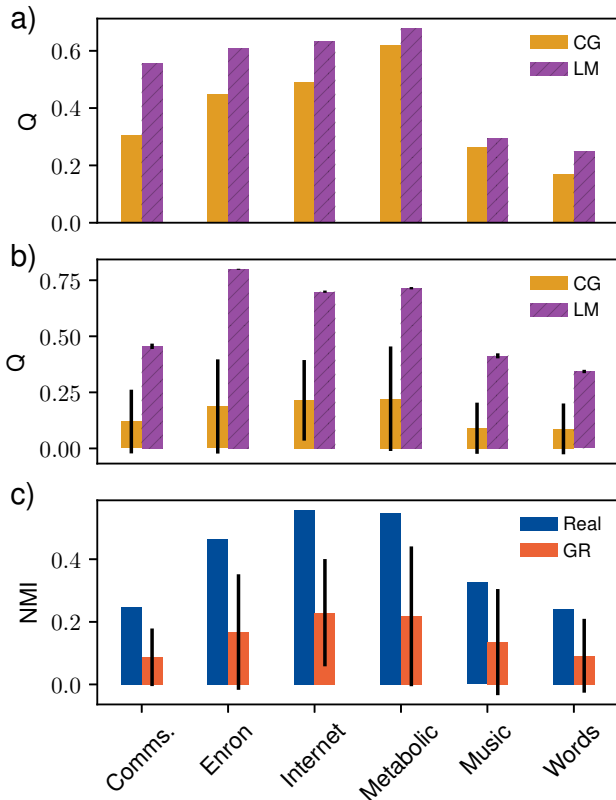 a)
0.6
0.4
0.2
0.0
Q
CG
LM
b)
0.75
0.50
0.25
0.00
Q
CG
LM
c)
0.4
0.2
0.0
NMI
Real
GR
Comms.
Enron
Internet
Metabolic
Music
Words